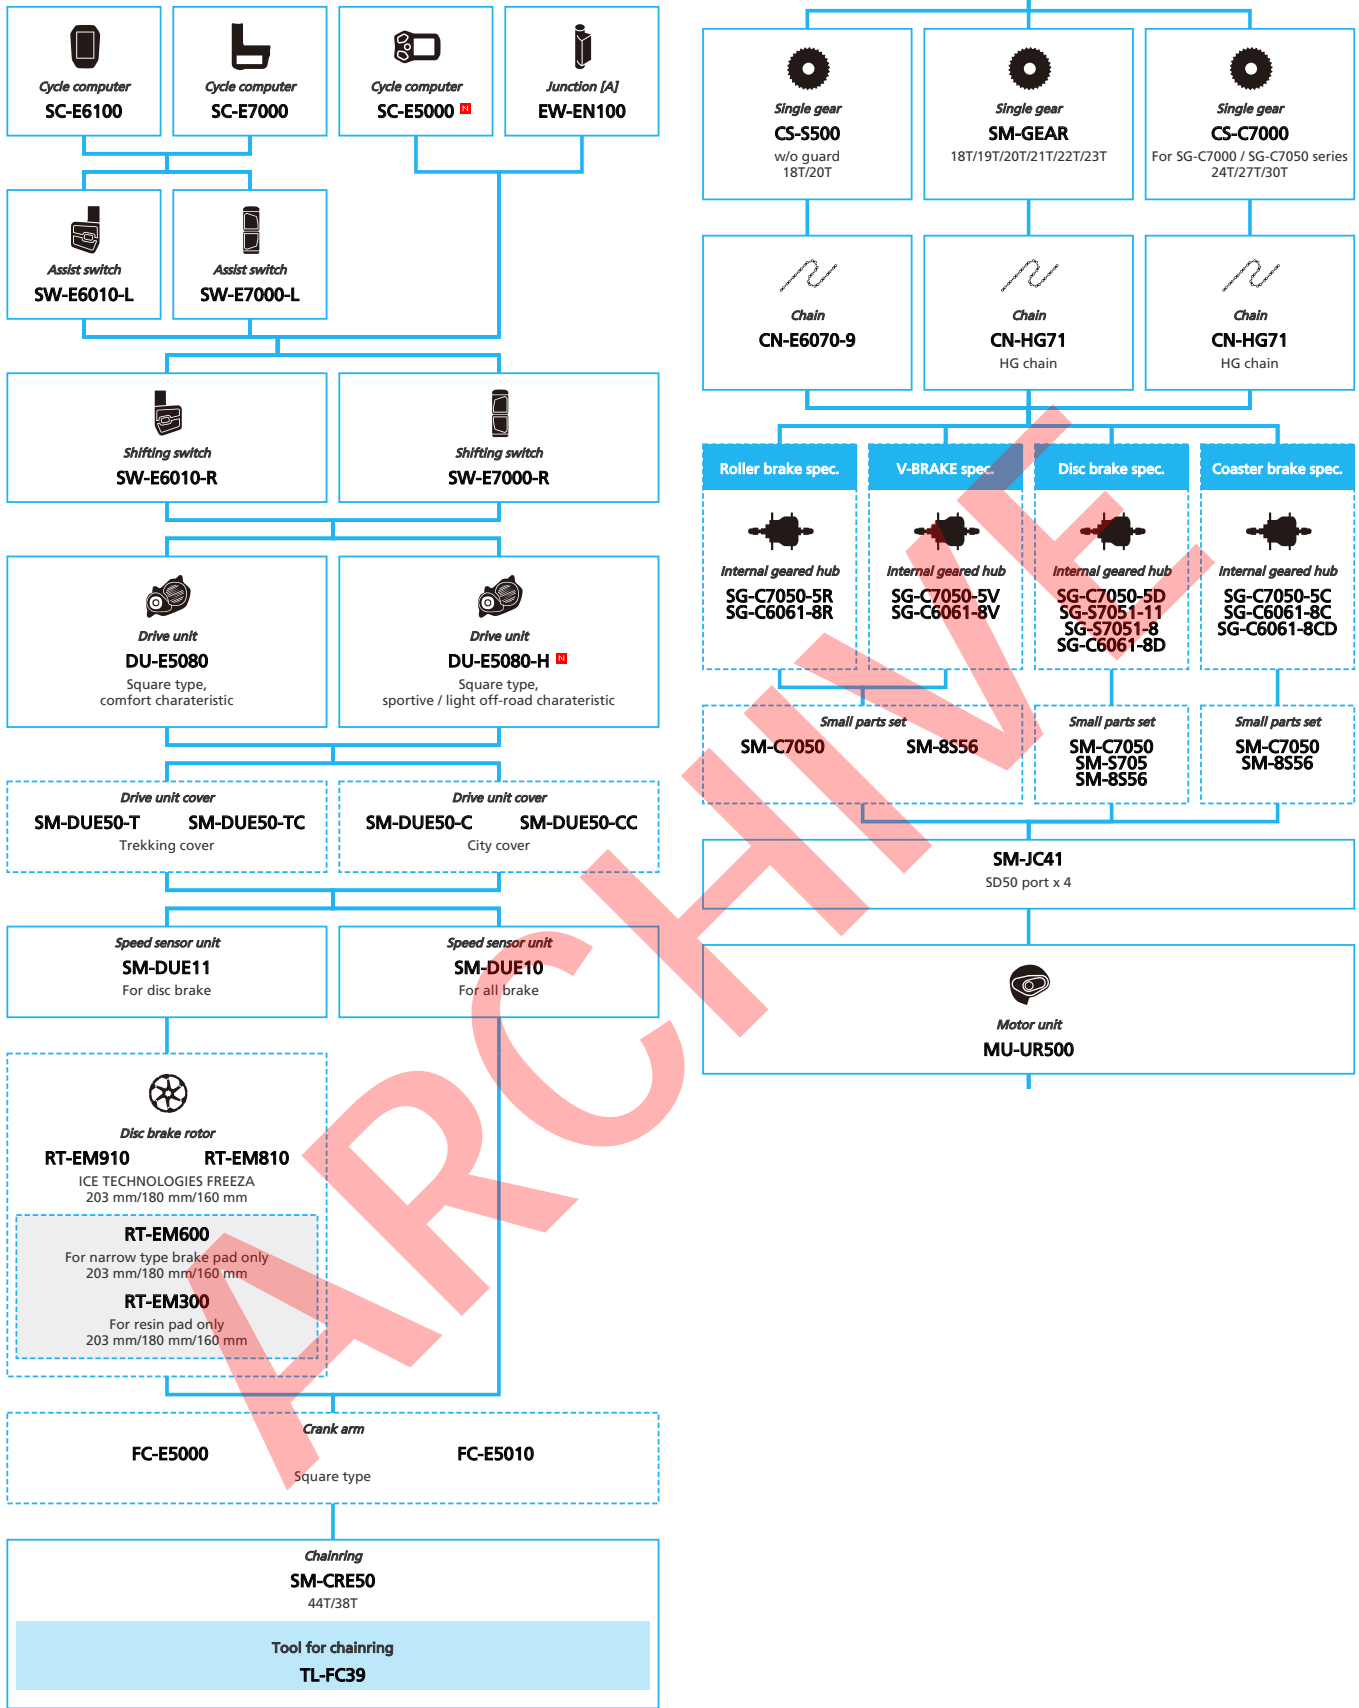 Cycle computer
SC-E6100
Cycle computer
SC-E7000
Cycle computer
SC-E5000 N
Junction [A]
EW-EN100
Assist switch
SW-E6010-L
Assist switch
SW-E7000-L
Shifting switch
SW-E6010-R
Shifting switch
SW-E7000-R
Drive unit
DU-E5080
Square type,
comfort charateristic
Drive unit
DU-E5080-H N
Square type,
sportive / light off-road charateristic
Drive unit cover
SM-DUE50-T SM-DUE50-TC
Trekking cover
Drive unit cover
SM-DUE50-C SM-DUE50-CC
City cover
Speed sensor unit
SM-DUE11
For disc brake
Speed sensor unit
SM-DUE10
For all brake
Disc brake rotor
RT-EM910 RT-EM810
ICE TECHNOLOGIES FREEZA
203 mm/180 mm/160 mm
RT-EM600
For narrow type brake pad only
203 mm/180 mm/160 mm
RT-EM300
For resin pad only
203 mm/180 mm/160 mm
Crank arm
FC-E5000 FC-E5010
Square type
Chainring
SM-CRE50
44T/38T
Tool for chainring
TL-FC39
Single gear
CS-S500
w/o guard
18T/20T
Single gear
SM-GEAR
18T/19T/20T/21T/22T/23T
Single gear
CS-C7000
For SG-C7000 / SG-C7050 series
24T/27T/30T
Chain
CN-E6070-9
Chain
CN-HG71
HG chain
Chain
CN-HG71
HG chain
Roller brake spec.
Internal geared hub
SG-C7050-5R
SG-C6061-8R
V-BRAKE spec.
Internal geared hub
SG-C7050-5V
SG-C6061-8V
Disc brake spec.
Internal geared hub
SG-C7050-5D
SG-S7051-11
SG-S7051-8
SG-C6061-8D
Coaster brake spec.
Internal geared hub
SG-C7050-5C
SG-C6061-8C
SG-C6061-8CD
Small parts set
SM-C7050 SM-8S56
Small parts set
SM-C7050
SM-S705
SM-8S56
Small parts set
SM-C7050
SM-8S56
SM-JC41
SD50 port x 4
Motor unit
MU-UR500
ARCHIVE